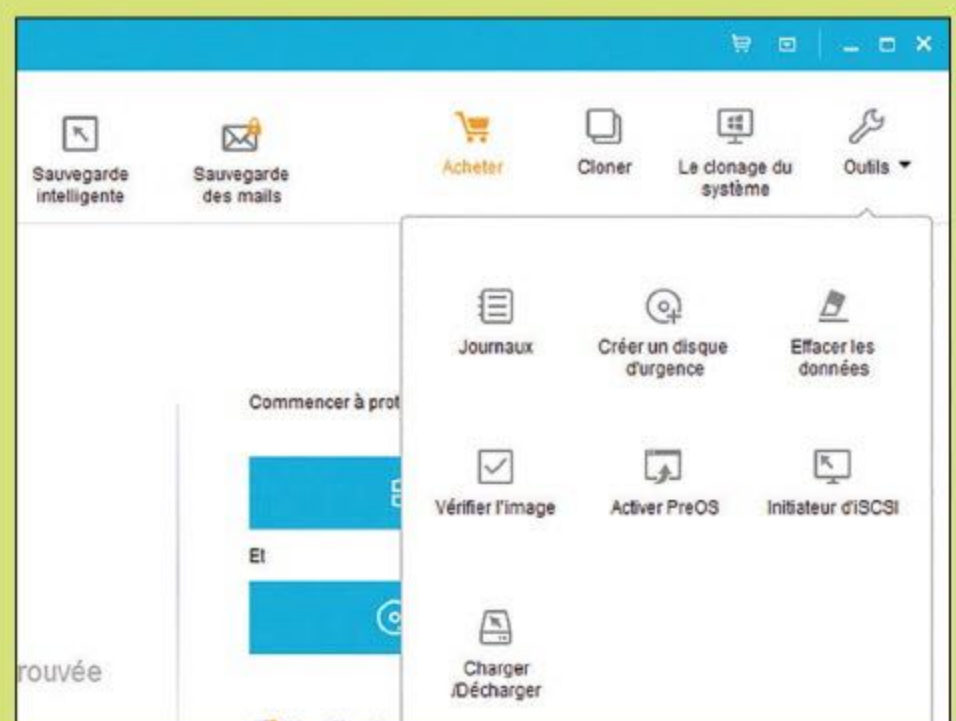 Sauvegarde
intelligente
Sauvegarde
des mails
Acheter
Cloner
Le clonage du
système
Outils
Journaux
Créer un disque
d'urgence
Effacer les
données
Commencer à prot
Vérifier l'image
Activer PreOS
Initiateur d'iSCSI
Et
Charger
/Décharger
rouvée